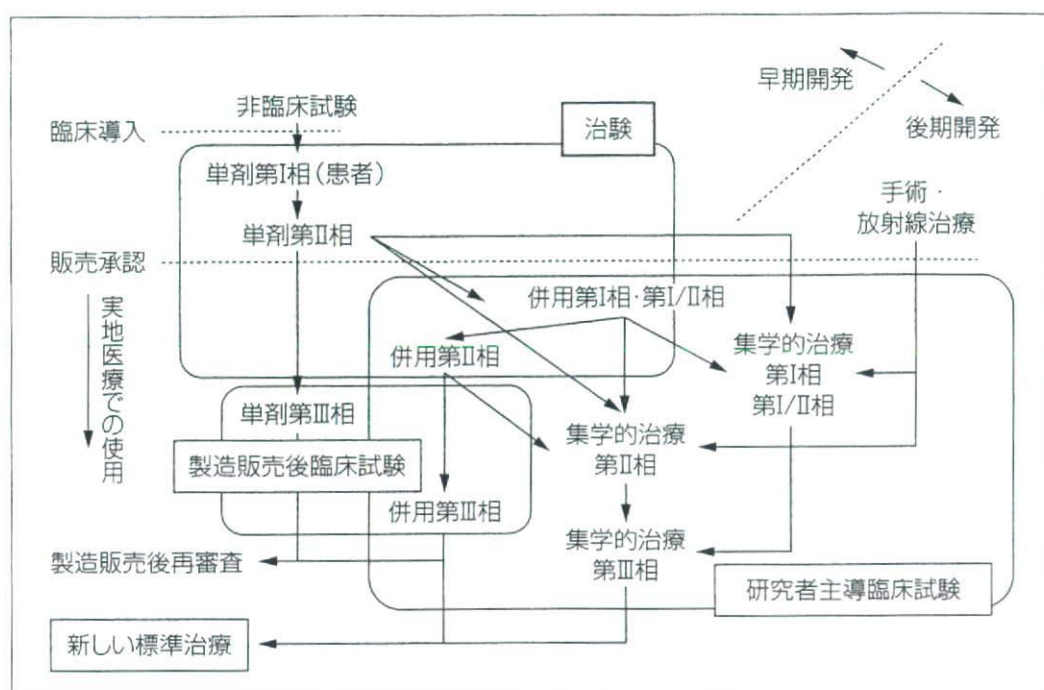 早期開発
後期開発
非臨床試験
臨床導入
治験
単剤第Ⅰ相(患者)
手術・
放射線治療
単剤第Ⅱ相
販売承認
併用第Ⅰ相・第Ⅰ/Ⅱ相
実地医療での使用
併用第Ⅱ相
集学的治療
第Ⅰ相
第Ⅰ/Ⅱ相
単剤第Ⅲ相
集学的治療
第Ⅱ相
製造販売後臨床試験
併用第Ⅲ相
集学的治療
第Ⅲ相
製造販売後再審査
研究者主導臨床試験
新しい標準治療